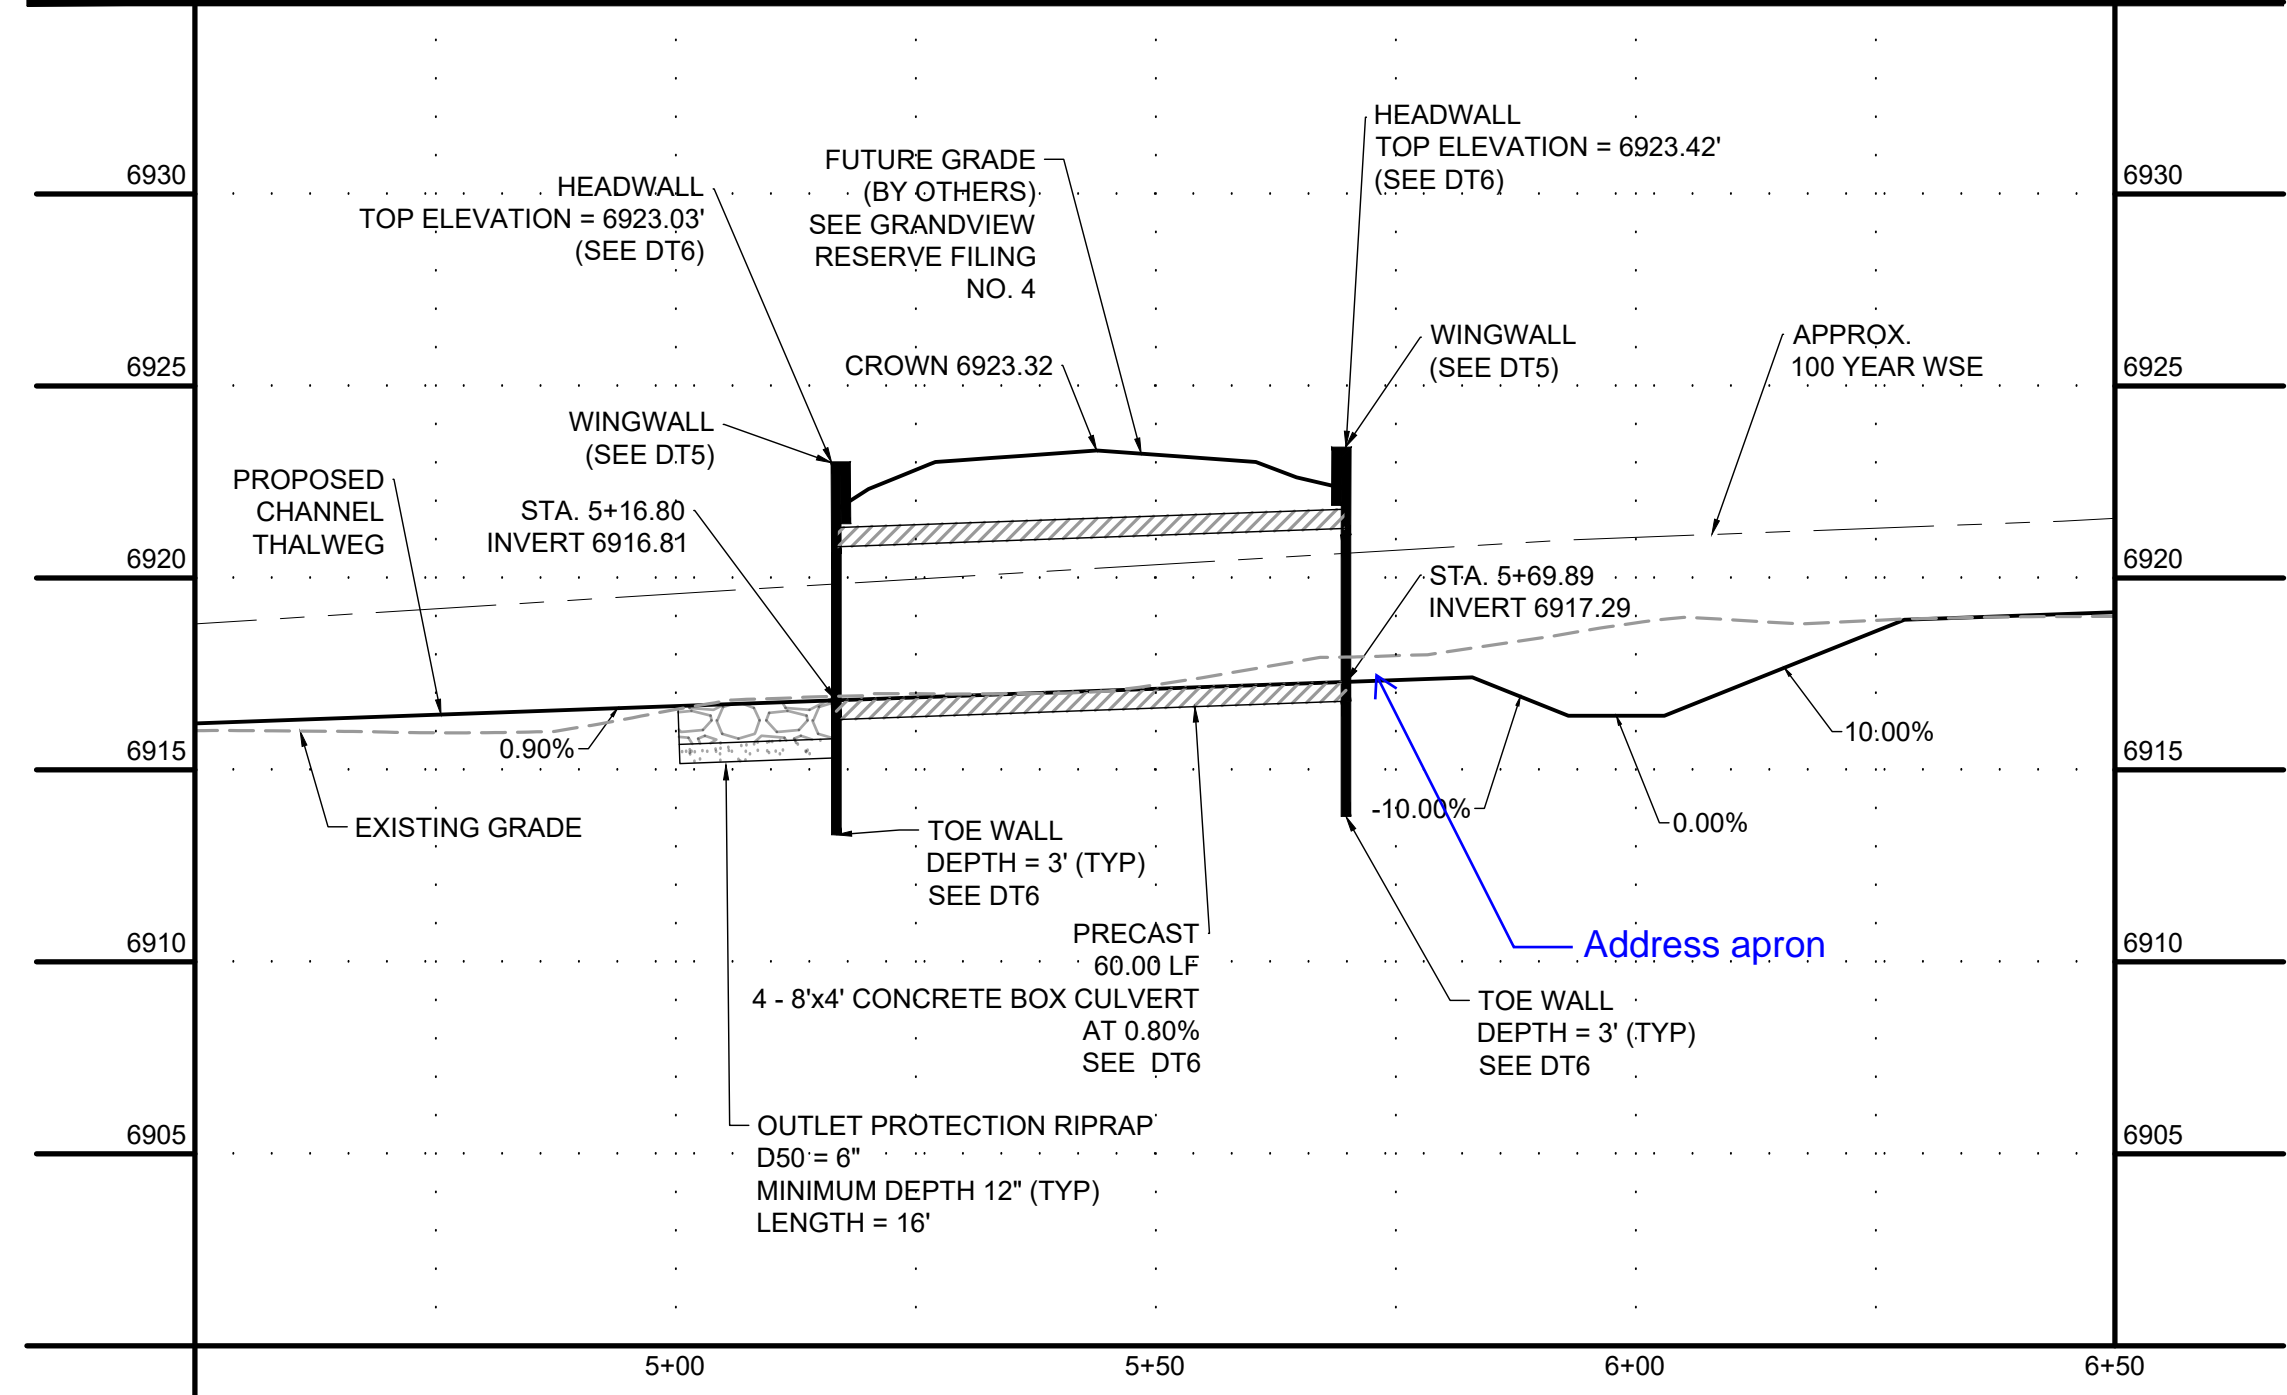 HEADWALL
TOP ELEVATION = 6923.42'
(SEE DT6)
FUTURE GRADE
(BY OTHERS)
SEE GRANDVIEW
RESERVE FILING
NO. 4
HEADWALL
TOP ELEVATION = 6923.03'
(SEE DT6)
6930
6930
WINGWALL
(SEE DT5)
APPROX.
100 YEAR WSE
CROWN 6923.32
6925
6925
WINGWALL
(SEE DT5)
PROPOSED
CHANNEL
THALWEG
STA. 5+16.80
INVERT 6916.81
6920
6920
STA. 5+69.89
INVERT 6917.29
0.90%
10.00%
6915
6915
-10.00%
0.00%
EXISTING GRADE
TOE WALL
DEPTH = 3' (TYP)
SEE DT6
PRECAST
60.00 LF
4 - 8'x4' CONCRETE BOX CULVERT
AT 0.80%
SEE DT6
Address apron
6910
6910
TOE WALL
DEPTH = 3' (TYP)
SEE DT6
OUTLET PROTECTION RIPRAP
D50 = 6"
MINIMUM DEPTH 12" (TYP)
LENGTH = 16'
6905
6905
5+00
5+50
6+00
6+50